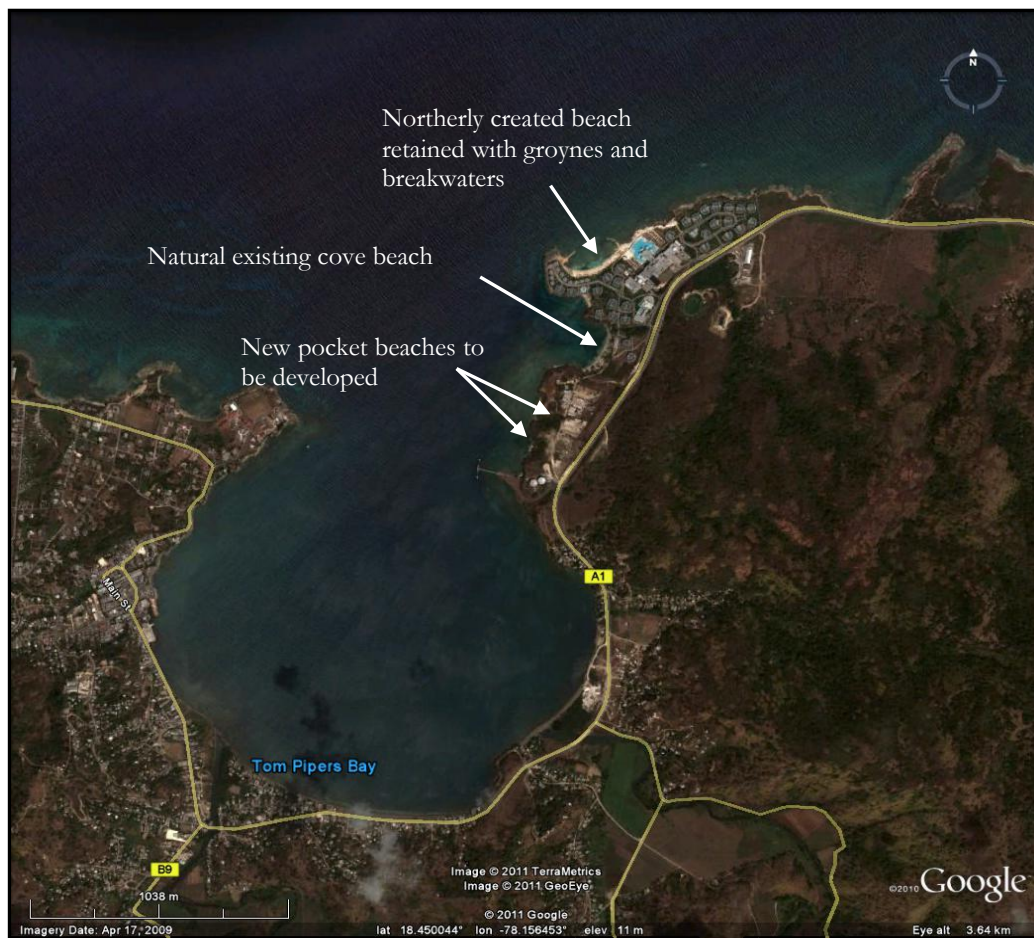 N
Northerly created beach
retained with groynes and
breakwaters
Natural existing cove beach
New pocket beaches to
be developed
Main St
A1
Tom Pipers Bay
B9
Image © 2011 TerraMetrics
Image © 2011 GeoEye
©2010 Google
1038 m
© 2011 Google
Imagery Date: Apr 17, 2009 lat 18.450044° lon -78.156453° elev 11 m Eye alt 3.64 km